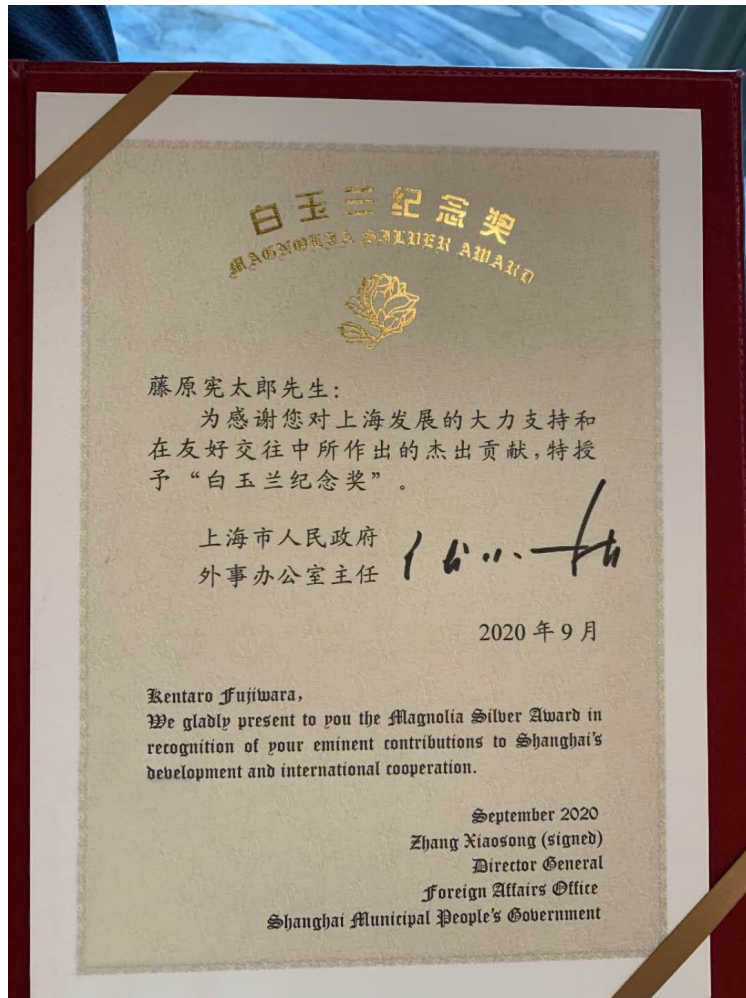 白玉兰纪念奖
MAGNOLIA SILVER AWARD
藤原宪太郎先生:
为感谢您对上海发展的大力支持和
在友好交往中所作出的杰出贡献,特授
予“白玉兰纪念奖”。
上海市人民政府
外事办公室主任
2020年9月
Kentaro Fujiwara,
We gladly present to you the Magnolia Silver Award in
recognition of your eminent contributions to Shanghai's
development and international cooperation.
September 2020
Zhang Xiaosong (signed)
Director General
Foreign Affairs Office
Shanghai Municipal People's Government